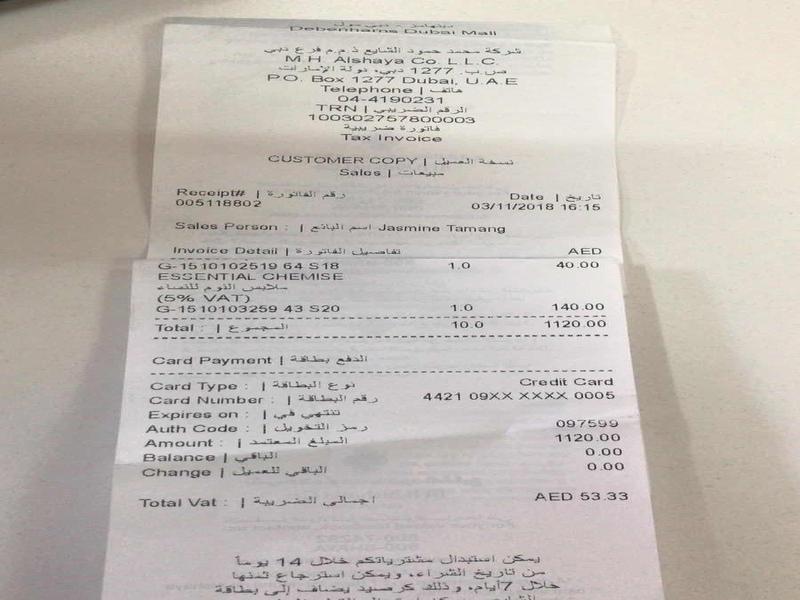 دبنهامز - دبي مول
Debenhams Dubai Mall
شركة محمد حمود الشايع ذ.م.م فرع دبي
M.H. Alshaya Co. L.L.C.
ص.ب. 1277 دبي، دولة الإمارات
P.O. Box 1277 Dubai, U.A.E
Telephone | هاتف
04-4190231
TRN | الرقم الضريبي
100302757800003
فاتورة ضريبية
Tax Invoice
CUSTOMER COPY | نسخة العميل
Sales | مبيعات
Receipt# | رقم الفاتورة Date | تاريخ
005118802 03/11/2018 16:15
Sales Person : | اسم البائع Jasmine Tamang
Invoice Detail | تفاصيل الفاتورة AED
G-1510102519 64 S18 1.0 40.00
ESSENTIAL CHEMISE
ملابس النوم للنساء
(5% VAT)
G-1510103259 43 S20 1.0 140.00
Total : | المجموع 10.0 1120.00
Card Payment | الدفع بطاقة
Card Type : | نوع البطاقة Credit Card
Card Number : | رقم البطاقة 4421 09XX XXXX 0005
Expires on : | تنتهي في
Auth Code : | رمز التخويل 097599
Amount : | المبلغ المعتمد 1120.00
Balance | الباقي 0.00
Change | الباقي للعميل 0.00
Total Vat : | اجمالي الضريبة AED 53.33
يمكن استبدال مشترياتكم خلال 14 يوماً
من تاريخ الشراء، ويمكن استرجاع ثمنها
خلال 7أيام، وذلك كرصيد يضاف إلى بطاقة